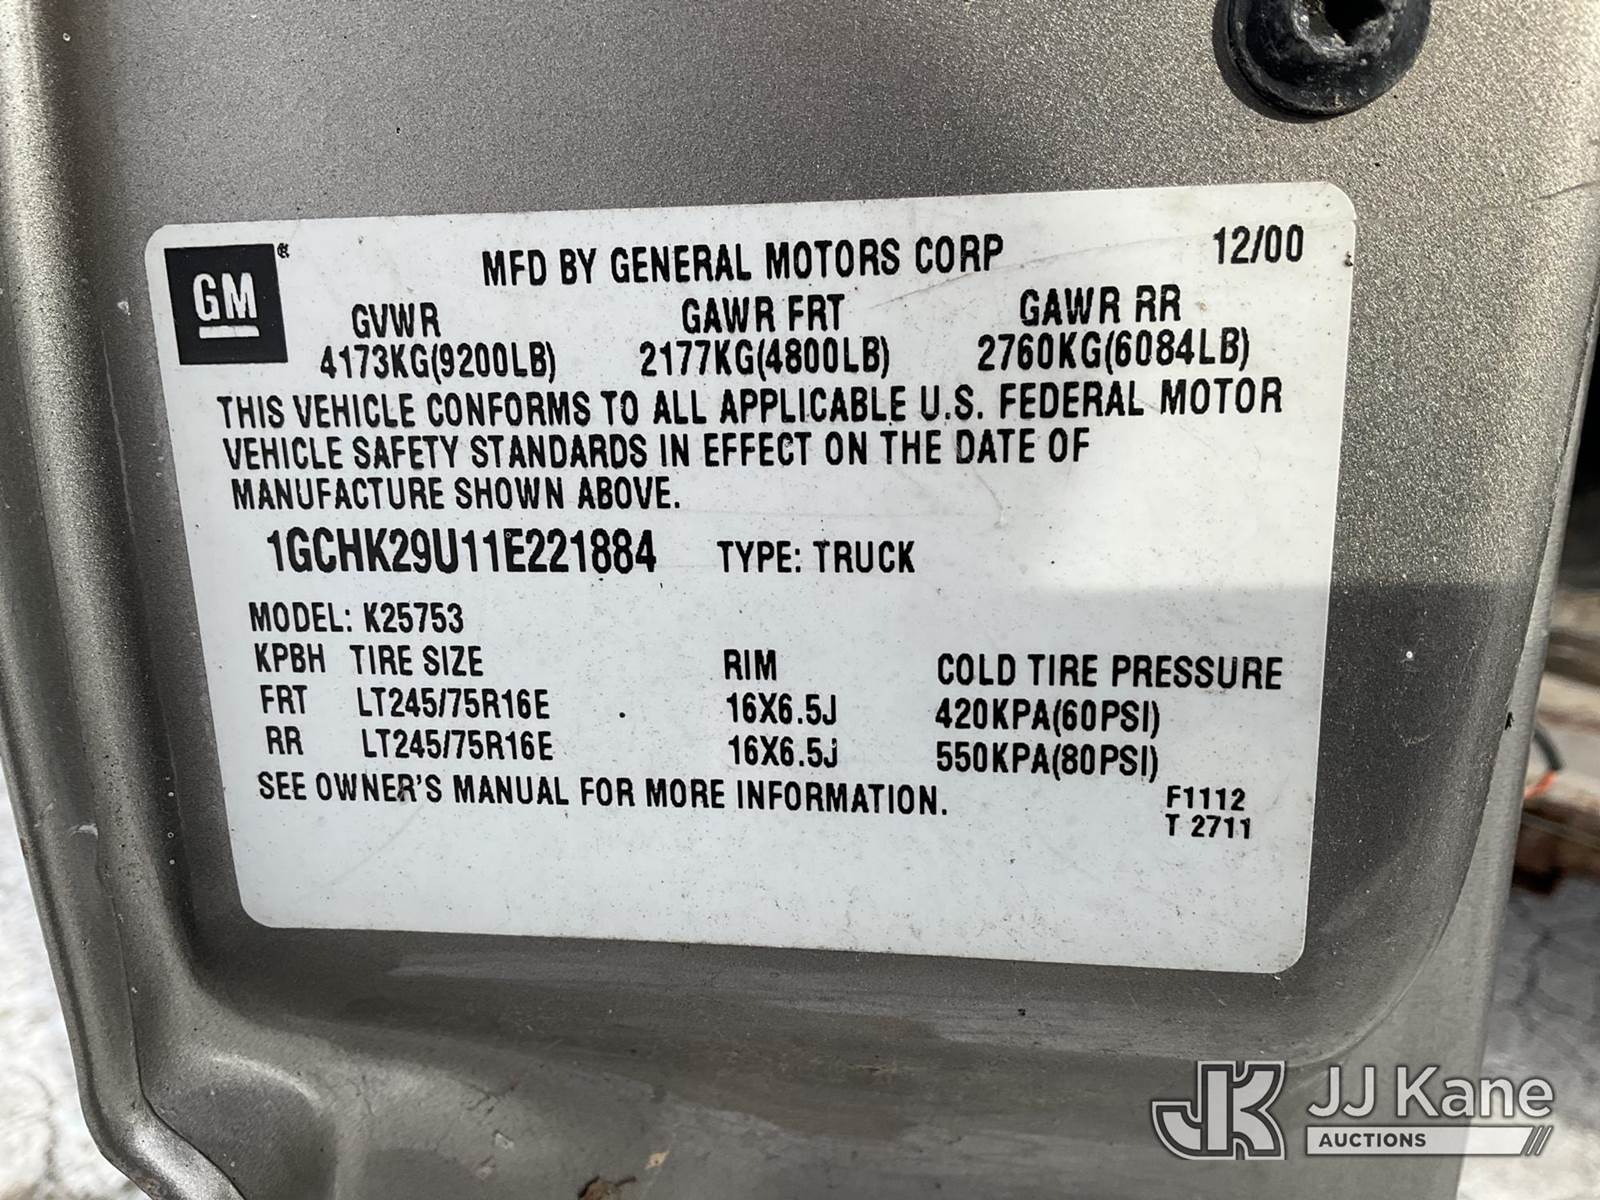 GM
MFD BY GENERAL MOTORS CORP 12/00
GVWR GAWR FRT GAWR RR
4173KG(9200LB) 2177KG(4800LB) 2760KG(6084LB)
THIS VEHICLE CONFORMS TO ALL APPLICABLE U.S. FEDERAL MOTOR
VEHICLE SAFETY STANDARDS IN EFFECT ON THE DATE OF
MANUFACTURE SHOWN ABOVE.
1GCHK29U11E221884 TYPE: TRUCK
MODEL: K25753
KPBH TIRE SIZE RIM COLD TIRE PRESSURE
FRT LT245/75R16E 16X6.5J 420KPA(60PSI)
RR LT245/75R16E 16X6.5J 550KPA(80PSI)
SEE OWNER'S MANUAL FOR MORE INFORMATION.
F1112
T 2711
JK JJ Kane
AUCTIONS